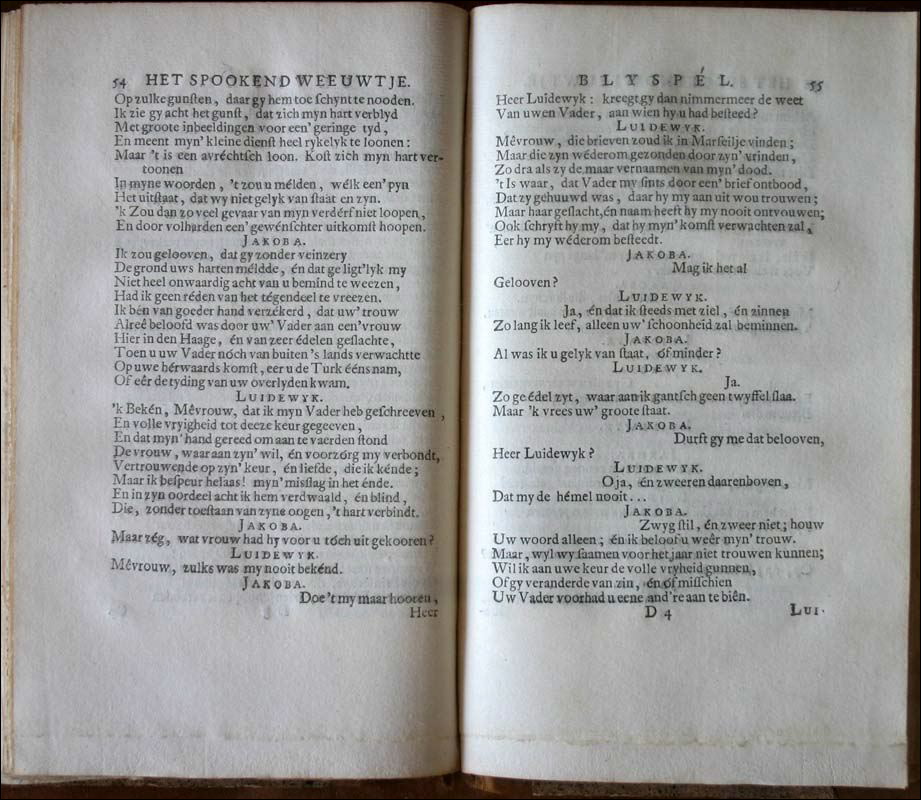 54 HET SPOOKEND WEEUWTJE.
Op zulke gunſten, daar gy hem toe ſchynt te nooden.
Ik zie gy acht het gunſt, dat zich myn hart verblyd
Met groote inbeeldingen voor een' geringe tyd,
En meent myn' kleine dienſt heel rykelyk te loonen:
Maar 't is een avréchtſch loon. Koſt zich myn hart ver-
toonen
In myne woorden, 't zou u mélden, wélk een' pyn
Het uitſtaat, dat wy niet gelyk van ſtaat en zyn.
'k Zou dan zo veel gevaar van myn verdérf niet loopen,
En door volharden een' gewénſchter uitkomſt hoopen.
JAKOBA.
Ik zou gelooven, dat gy zonder veinzery
De grond uws harten méldde, én dat ge ligt'lyk my
Niet heel onwaardig acht van u bemind te weezen,
Had ik geen réden van het tégendeel te vreezen.
Ik bén van goeder hand verzékerd, dat uw' trouw
Alreê beloofd was door uw' Vader aan een' vrouw
Hier in den Haage, én van zeer édelen geſlachte,
Toen u uw Vader nóch van buiten 's lands verwachtte
Op uwe hérwaards komſt, eer u de Turk ééns nam,
Of eêr de tyding van uw overlyden kwam.
LUIDEWYK.
'k Bekén, Mêvrouw, dat ik myn Vader heb geſchreeven,
En volle vryigheid tot deeze keur gegeeven,
En dat myn' hand gereed om aan te vaerden ſtond
De vrouw, waar aan zyn' wil, én voorzórg my verbondt,
Vertrouwende op zyn' keur, én liefde, die ik kénde;
Maar ik beſpeur helaas! myn' misſlag in het énde.
En in zyn oordeel acht ik hem verdwaald, én blind,
Die, zonder toeſtaan van zyne oogen, 't hart verbindt.
JAKOBA.
Maar zég, wat vrouw had hy voor u tóch uit gekooren?
LUIDEWYK.
Mêvrouw, zulks was my nooit bekénd.
JAKOBA.
Doe 't my maar hooren,
Heer
BLYSPÉL. 55
Heer Luidewyk: kreegt gy dan nimmermeer de weet
Van uwen Vader, aan wien hy u had beſteed?
LUIDEWYK.
Mêvrouw, die brieven zoud ik in Marſeilje vinden;
Maar die zyn wéderom gezonden door zyn' vrinden,
Zo dra als zy de maar vernaamen van myn' dood.
't Is waar, dat Vader my ſints door een' brief ontbood,
Dat zy gehuuwd was, daar hy my aan uit wou trouwen;
Maar haar geſlacht, én naam heeft hy my nooit ontvouwen;
Ook ſchryft hy my, dat hy myn' komſt verwachten zal,
Eer hy my wéderom beſteedt.
JAKOBA.
Mag ik het al
Gelooven?
LUIDEWYK.
Ja, én dat ik ſteeds met ziel, én zinnen
Zo lang ik leef, alleen uw' ſchoonheid zal beminnen.
JAKOBA.
Al was ik u gelyk van ſtaat, óf minder?
LUIDEWYK.
Ja.
Zo ge édel zyt, waar aan ik gantſch geen twyffel ſlaa.
Maar 'k vrees uw' groote ſtaat.
JAKOBA.
Durft gy me dat belooven,
Heer Luidewyk?
LUIDEWYK.
O ja, én zweeren daarenboven,
Dat my de hémel nooit...
JAKOBA.
Zwyg ſtil, én zweer niet; houw
Uw woord alleen; én ik beloof u weêr myn' trouw.
Maar, wyl wy ſaamen voor het jaar niet trouwen kunnen;
Wil ik aan uwe keur de volle vryheid gunnen,
Of gy veranderde van zin, én óf miſſchien
Uw Vader voor had u eene and're aan te biên.
D 4 LUI-